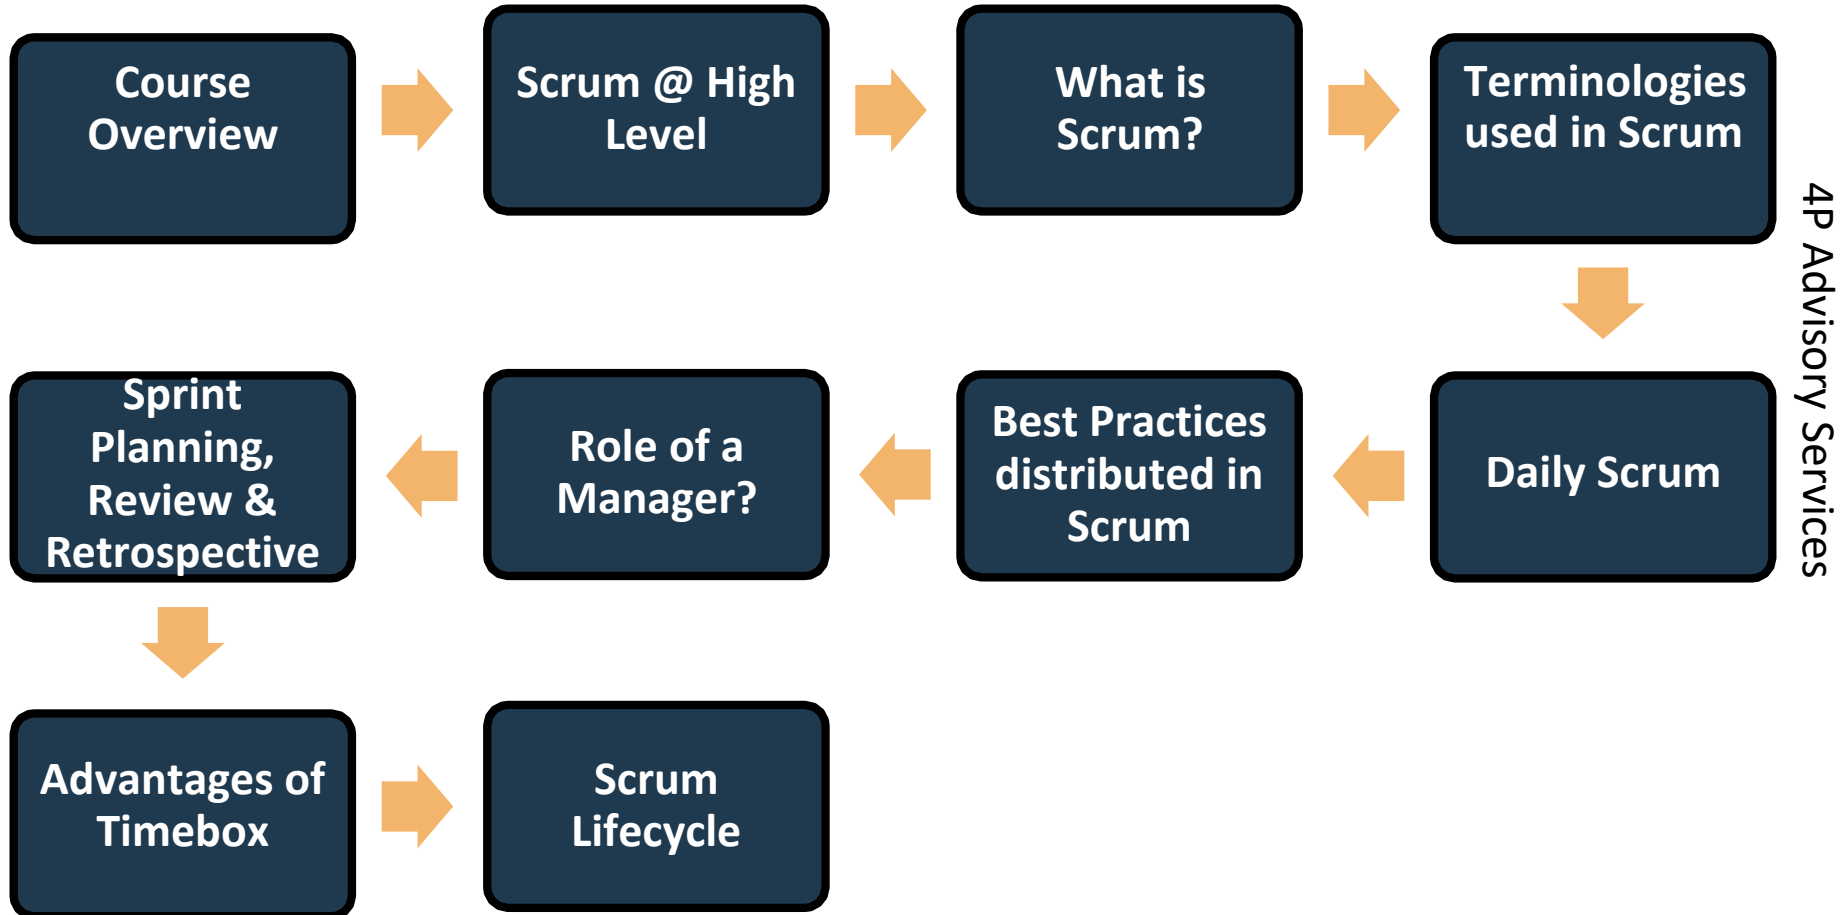 Course
Overview
Scrum @ High
Level
What is
Scrum?
Terminologies
used in Scrum
Daily Scrum
Best Practices
distributed in
Scrum
Role of a
Manager?
Sprint
Planning,
Review &
Retrospective
Advantages of
Timebox
Scrum
Lifecycle
4P Advisory Services